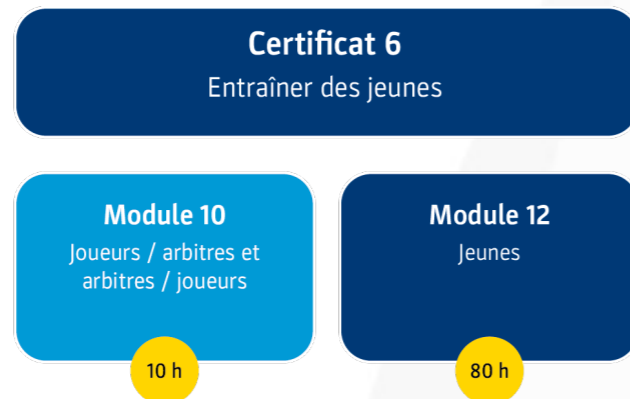 Certificat 6
Entraîner des jeunes
Module 10
Joueurs / arbitres et
arbitres / joueurs
10 h
Module 12
Jeunes
80 h